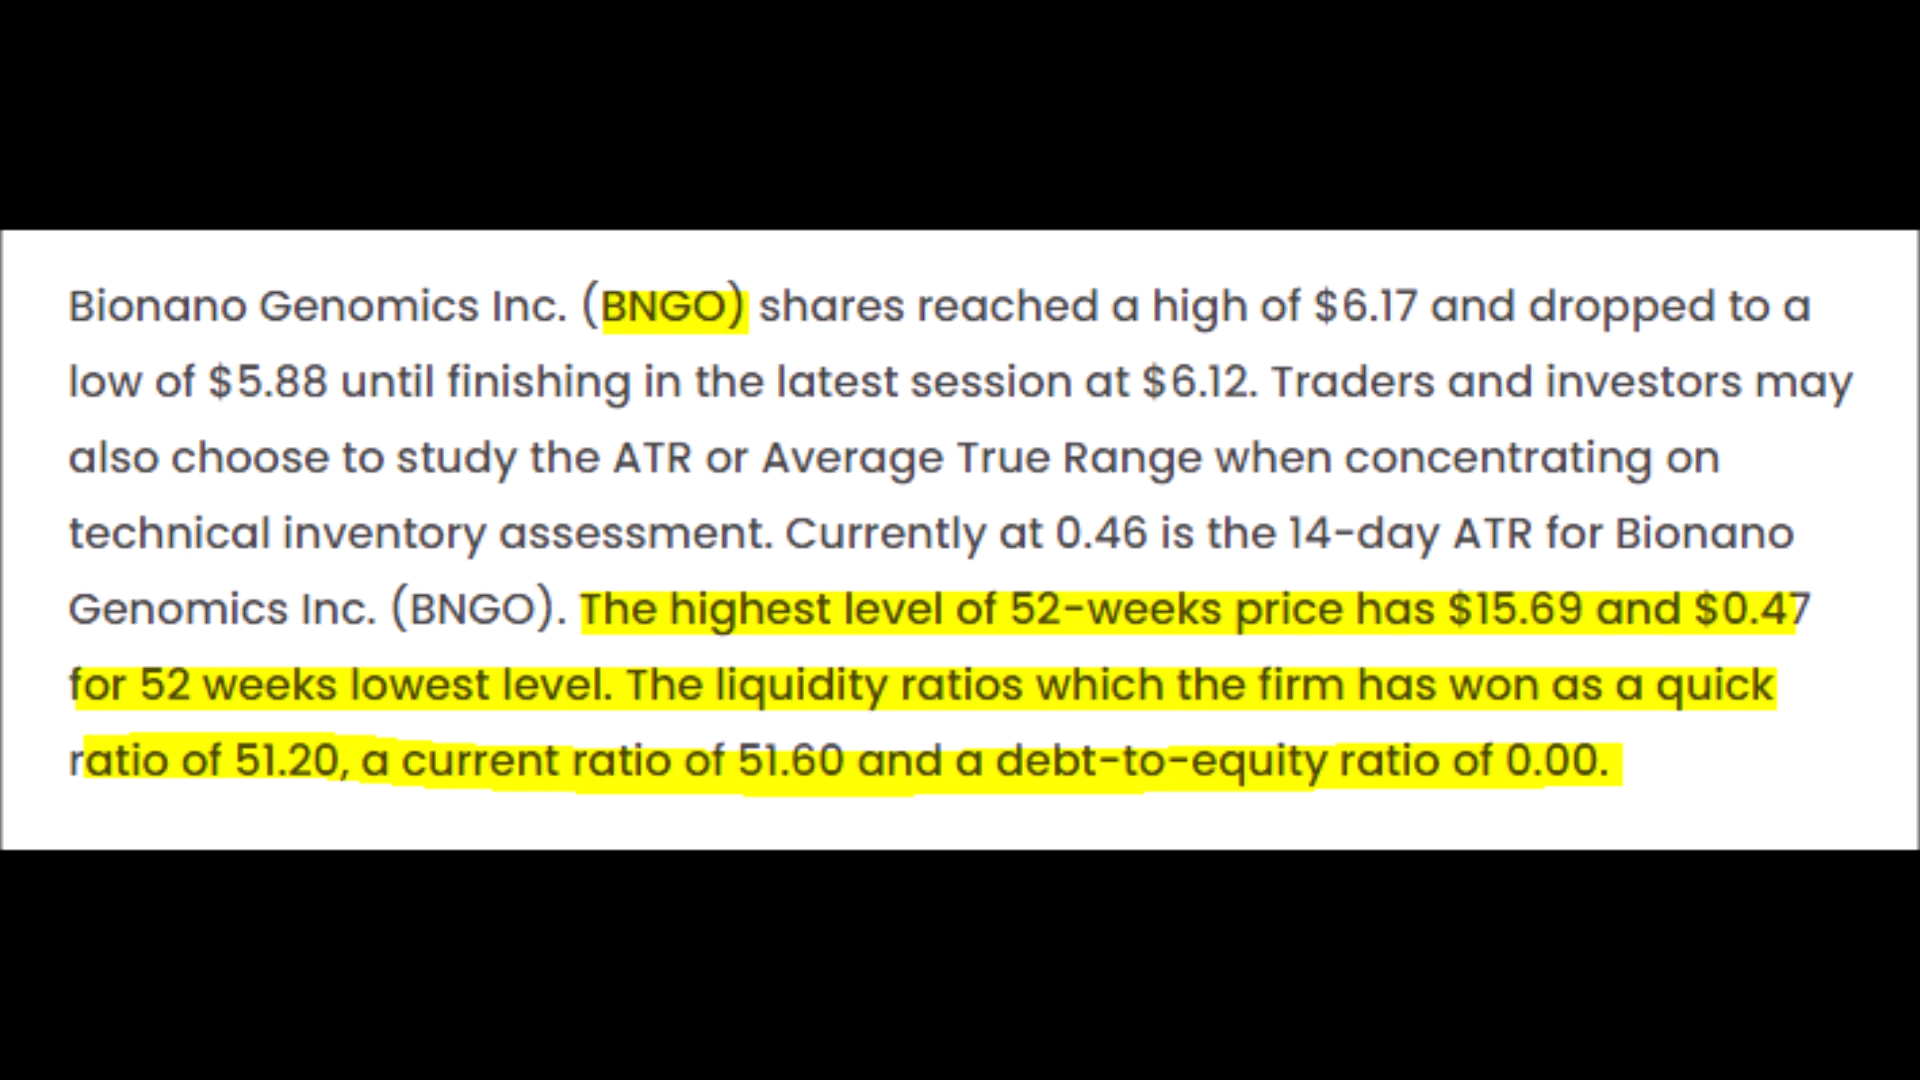 Bionano Genomics Inc. (BNGO) shares reached a high of $6.17 and dropped to a
low of $5.88 until finishing in the latest session at $6.12. Traders and investors may
also choose to study the ATR or Average True Range when concentrating on
technical inventory assessment. Currently at 0.46 is the 14-day ATR for Bionano
Genomics Inc. (BNGO). The highest level of 52-weeks price has $15.69 and $0.47
for 52 weeks lowest level. The liquidity ratios which the firm has won as a quick
ratio of 51.20, a current ratio of 51.60 and a debt-to-equity ratio of 0.00.